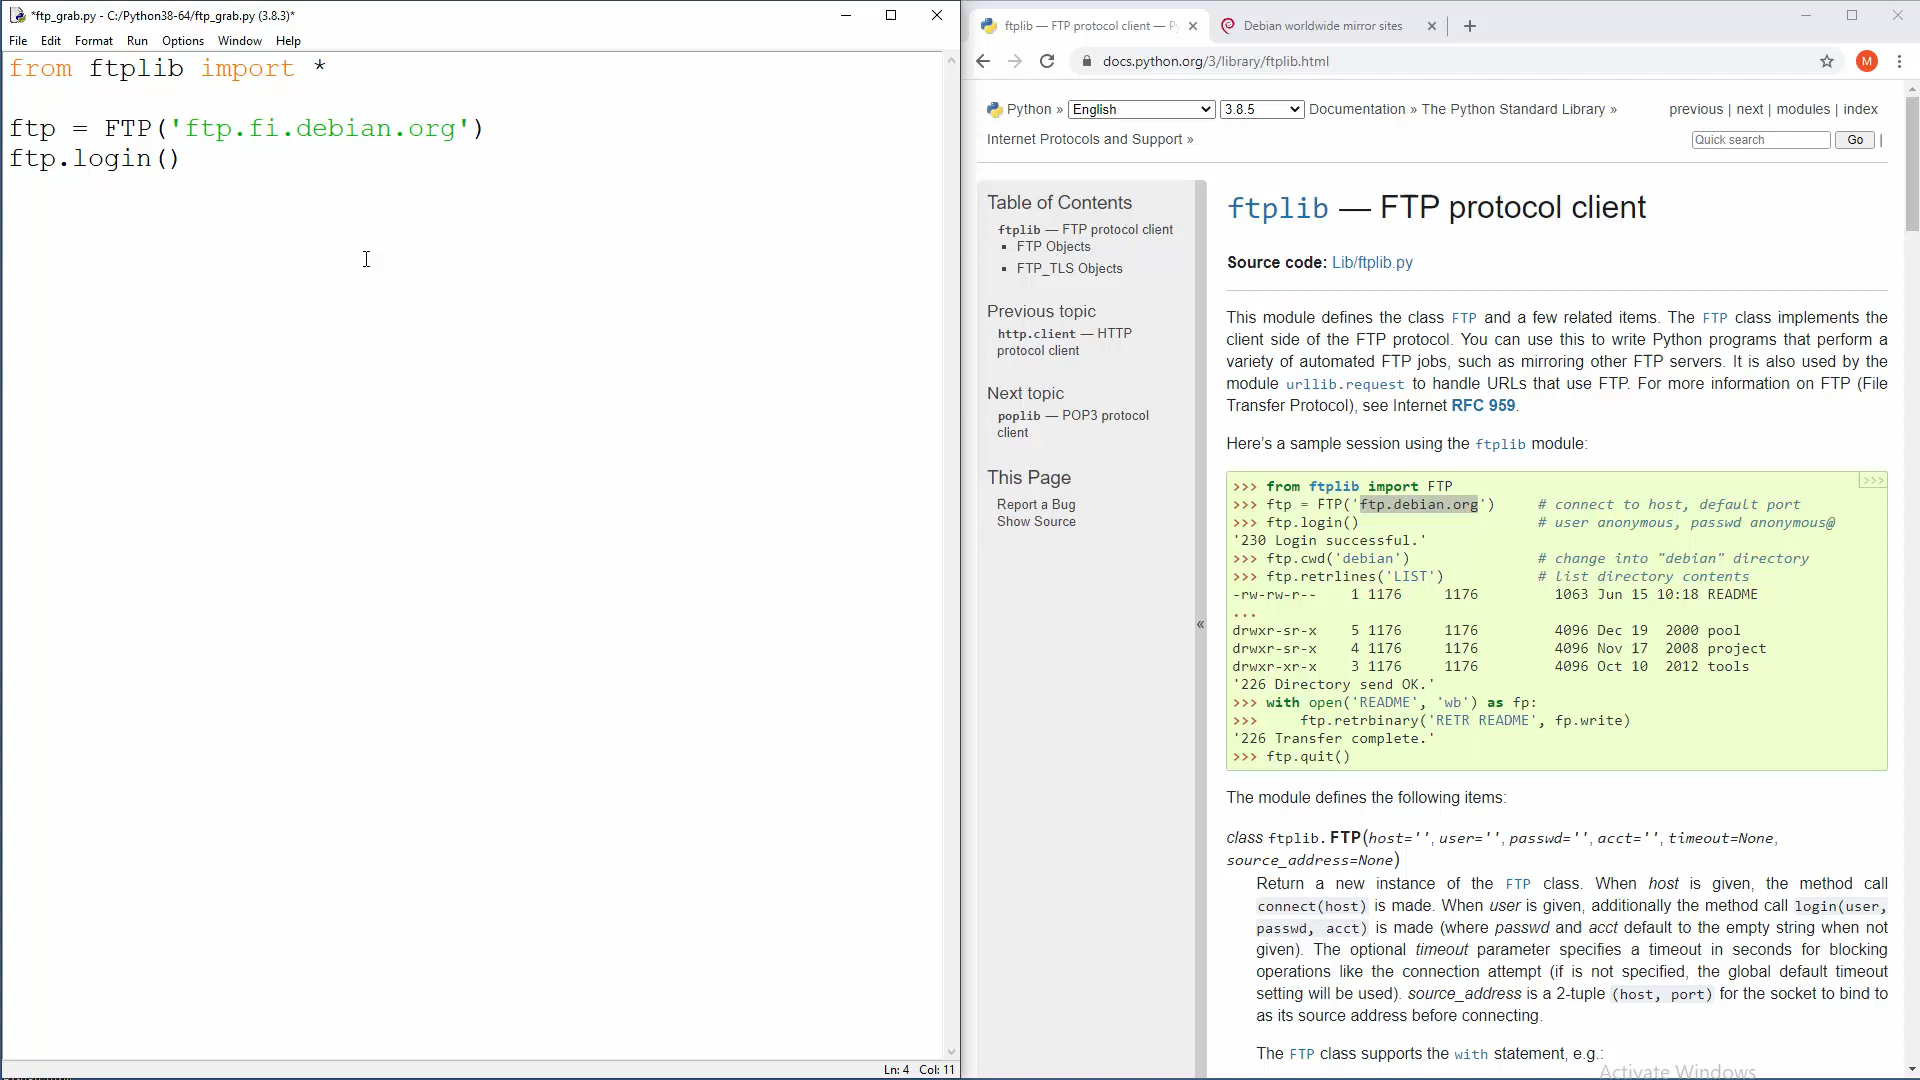 *ftp_grab.py - C:/Python38-64/ftp_grab.py (3.8.3)*
File Edit Format Run Options Window Help
from ftplib import *
ftp = FTP('ftp.fi.debian.org')
ftp.login()
Ln: 4 Col: 11
ftplib — FTP protocol client — P
Debian worldwide mirror sites
docs.python.org/3/library/ftplib.html
M
Python » English 3.8.5 Documentation » The Python Standard Library »
previous | next | modules | index
Internet Protocols and Support »
Quick search Go |
Table of Contents
ftplib — FTP protocol client
FTP Objects
FTP_TLS Objects
Previous topic
http.client — HTTP
protocol client
Next topic
poplib — POP3 protocol
client
This Page
Report a Bug
Show Source
«
ftplib — FTP protocol client
Source code: Lib/ftplib.py
This module defines the class FTP and a few related items. The FTP class implements the
client side of the FTP protocol. You can use this to write Python programs that perform a
variety of automated FTP jobs, such as mirroring other FTP servers. It is also used by the
module urllib.request to handle URLs that use FTP. For more information on FTP (File
Transfer Protocol), see Internet RFC 959.
Here's a sample session using the ftplib module:
>>>
>>> from ftplib import FTP
>>> ftp = FTP('ftp.debian.org') # connect to host, default port
>>> ftp.login() # user anonymous, passwd anonymous@
'230 Login successful.'
>>> ftp.cwd('debian') # change into "debian" directory
>>> ftp.retrlines('LIST') # list directory contents
-rw-rw-r-- 1 1176 1176 1063 Jun 15 10:18 README
...
drwxr-sr-x 5 1176 1176 4096 Dec 19 2000 pool
drwxr-sr-x 4 1176 1176 4096 Nov 17 2008 project
drwxr-xr-x 3 1176 1176 4096 Oct 10 2012 tools
'226 Directory send OK.'
>>> with open('README', 'wb') as fp:
>>> ftp.retrbinary('RETR README', fp.write)
'226 Transfer complete.'
>>> ftp.quit()
The module defines the following items:
class ftplib.FTP(host='', user='', passwd='', acct='', timeout=None,
source_address=None)
Return a new instance of the FTP class. When host is given, the method call
connect(host) is made. When user is given, additionally the method call login(user,
passwd, acct) is made (where passwd and acct default to the empty string when not
given). The optional timeout parameter specifies a timeout in seconds for blocking
operations like the connection attempt (if is not specified, the global default timeout
setting will be used). source_address is a 2-tuple (host, port) for the socket to bind to
as its source address before connecting.
The FTP class supports the with statement, e.g.:
Activate Windows